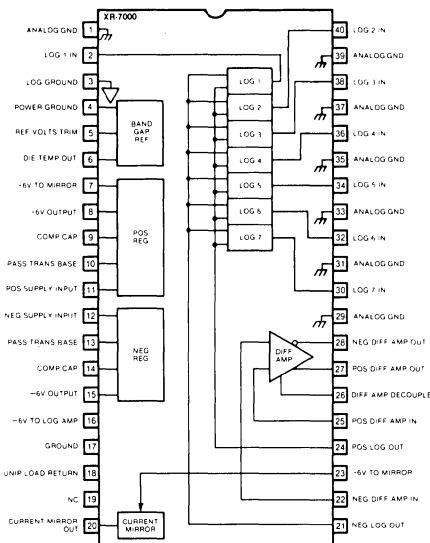 XR-7000
ANALOG GND 1
LOG 1 IN 2
LOG GROUND 3
POWER GROUND 4
REF VOLTS TRIM 5
DIE TEMP OUT 6
-6V TO MIRROR 7
-6V OUTPUT 8
COMP CAP 9
PASS TRANS BASE 10
POS SUPPLY INPUT 11
NEG SUPPLY INPUT 12
PASS TRANS BASE 13
COMP CAP 14
-6V OUTPUT 15
-6V TO LOG AMP 16
GROUND 17
UNIP LOAD RETURN 18
NC 19
CURRENT MIRROR OUT 20
BAND
GAP
REF
POS
REG
NEG
REG
CURRENT
MIRROR
LOG 1
LOG 2
LOG 3
LOG 4
LOG 5
LOG 6
LOG 7
DIFF
AMP
40 LOG 2 IN
39 ANALOG GND
38 LOG 3 IN
37 ANALOG GND
36 LOG 4 IN
35 ANALOG GND
34 LOG 5 IN
33 ANALOG GND
32 LOG 6 IN
31 ANALOG GND
30 LOG 7 IN
29 ANALOG GND
28 NEG DIFF AMP OUT
27 POS DIFF AMP OUT
26 DIFF AMP DECOUPLE
25 POS DIFF AMP IN
24 POS LOG OUT
23 -6V TO MIRROR
22 NEG DIFF AMP IN
21 NEG LOG OUT